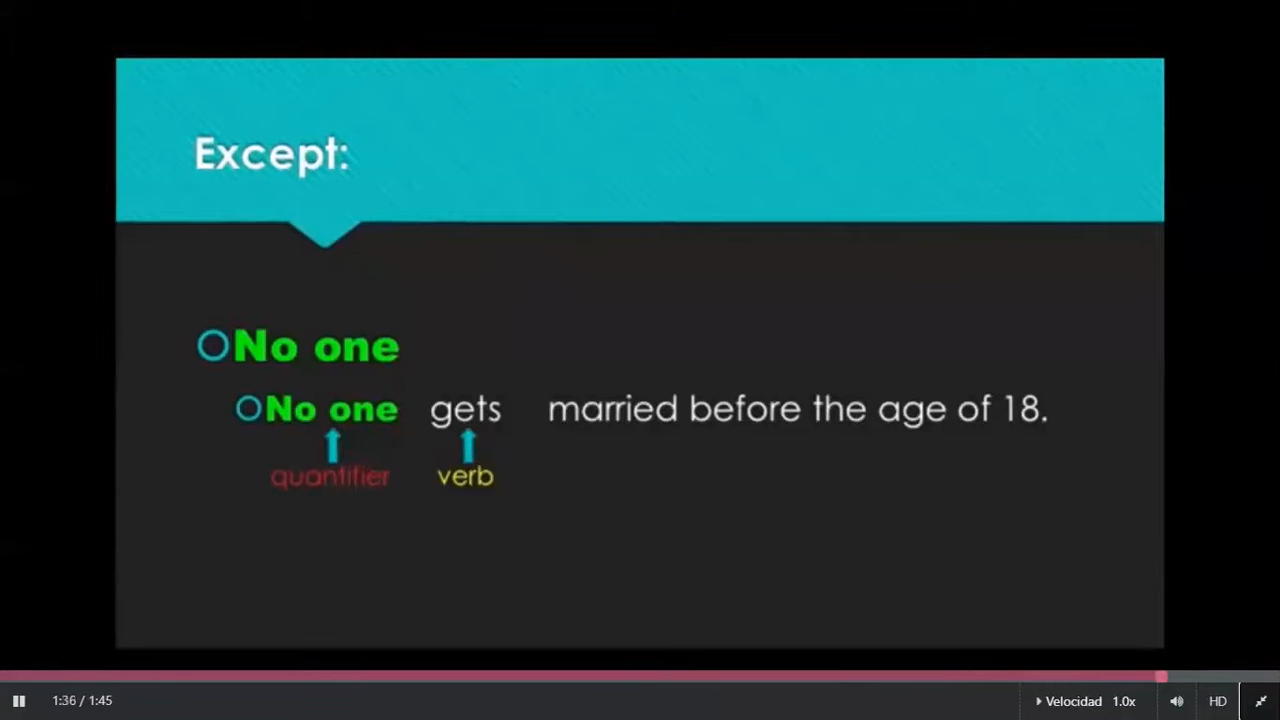 Except:
No one
No one gets married before the age of 18.
quantifier verb
1:36 / 1:45 Velocidad 1.0x HD